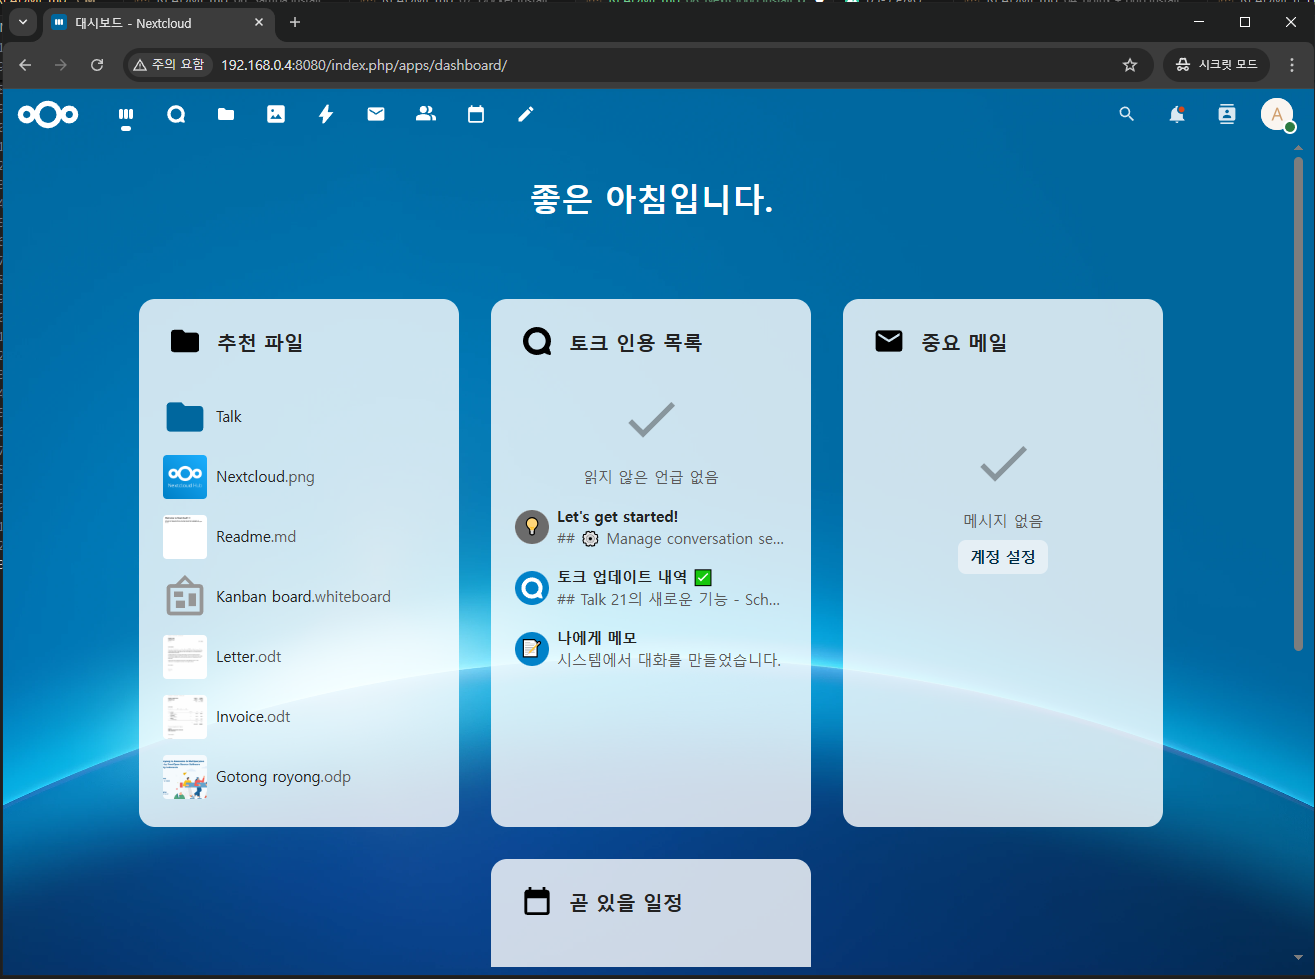 대시보드 - Nextcloud
주의 요함
192.168.0.4:8080/index.php/apps/dashboard/
시크릿 모드
A
좋은 아침입니다.
추천 파일
Talk
Nextcloud.png
Readme.md
Kanban board.whiteboard
Letter.odt
Invoice.odt
Gotong royong.odp
토크 인용 목록
읽지 않은 언급 없음
Let's get started!
## ⚙️ Manage conversation se...
토크 업데이트 내역 ✅
## Talk 21의 새로운 기능 - Sch...
나에게 메모
시스템에서 대화를 만들었습니다.
중요 메일
메시지 없음
계정 설정
곧 있을 일정